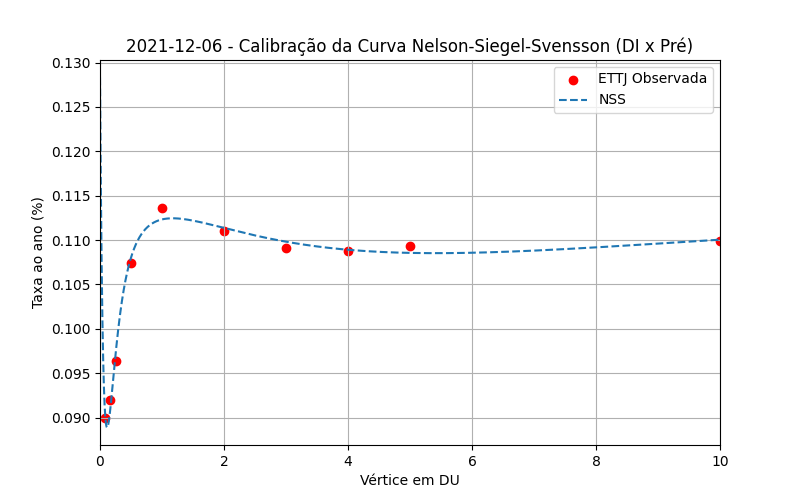 2021-12-06 - Calibração da Curva Nelson-Siegel-Svensson (DI x Pré)
ETTJ Observada
NSS
Taxa ao ano (%)
0.130
0.125
0.120
0.115
0.110
0.105
0.100
0.095
0.090
0 2 4 6 8 10
Vértice em DU